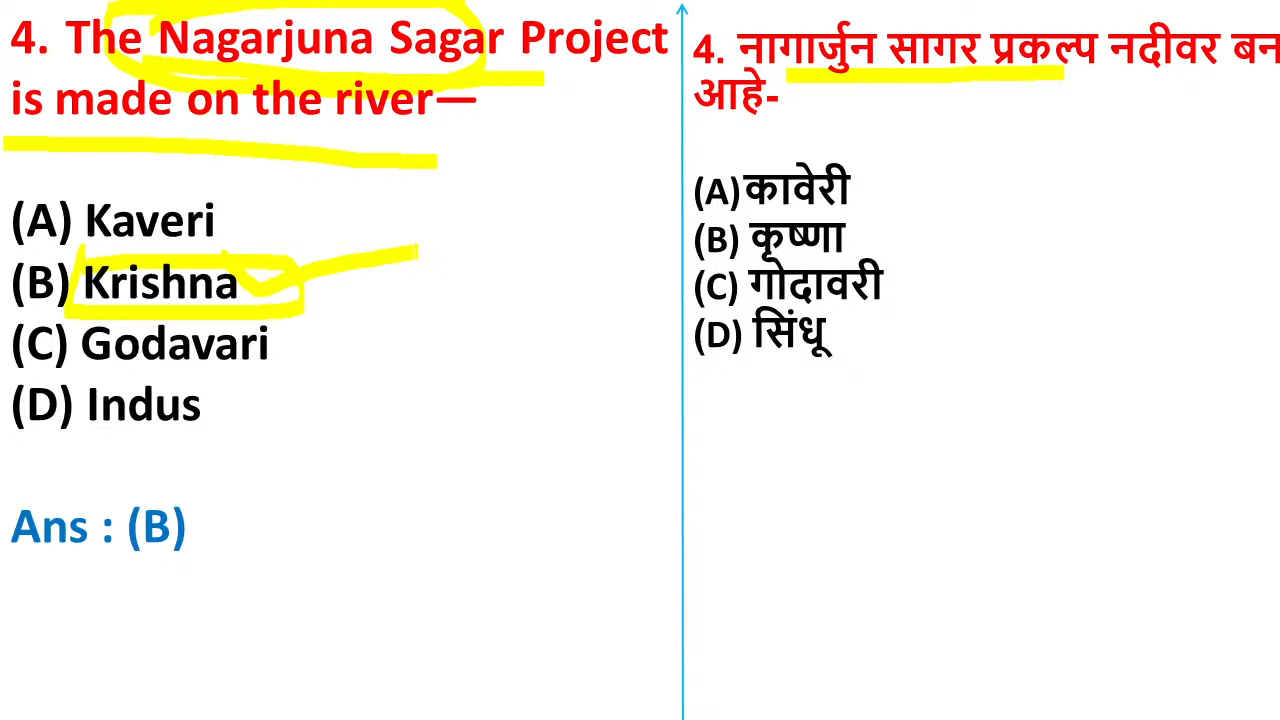 4. The Nagarjuna Sagar Project
is made on the river—
(A) Kaveri
(B) Krishna
(C) Godavari
(D) Indus
Ans : (B)
4. नागार्जुन सागर प्रकल्प नदीवर बन
आहे-
(A) कावेरी
(B) कृष्णा
(C) गोदावरी
(D) सिंधू